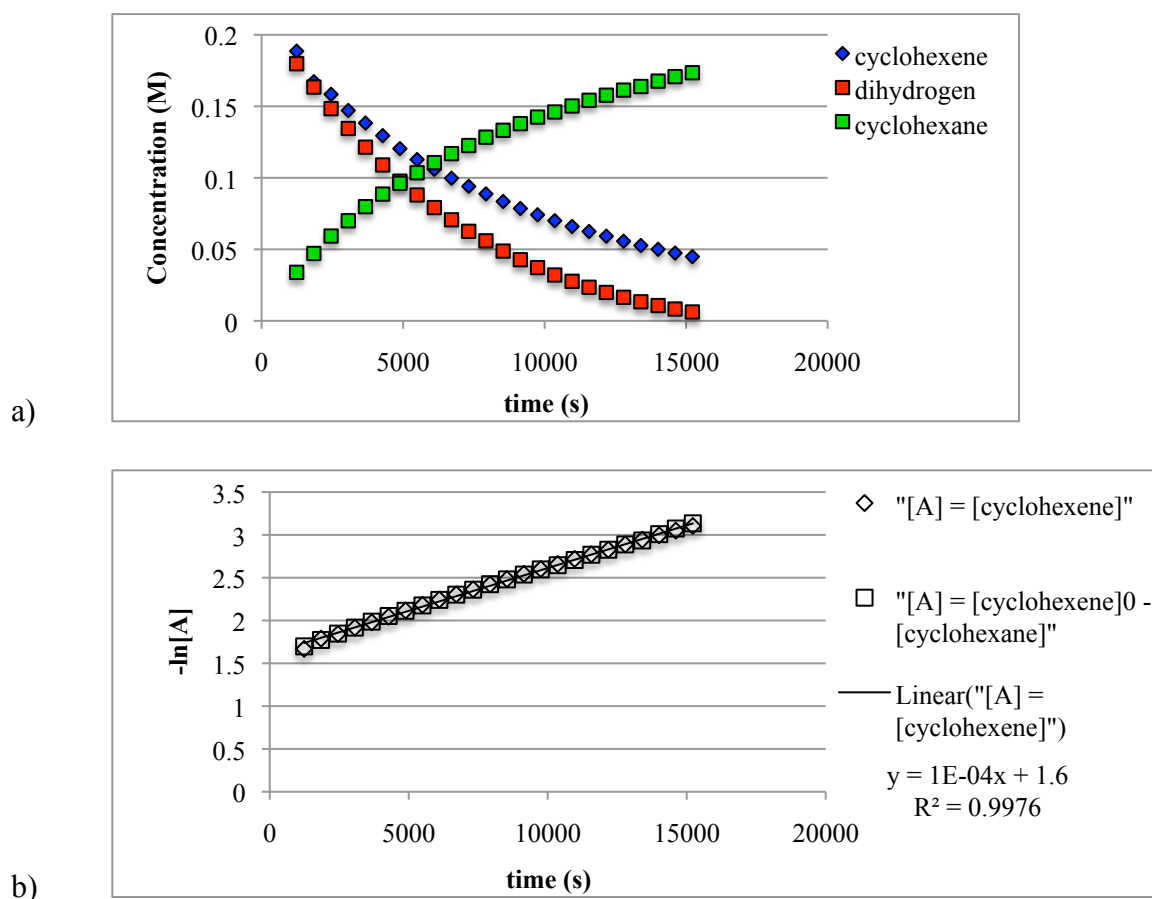 0.2
0.15
0.1
0.05
0
Concentration (M)
0 5000 10000 15000 20000
time (s)
cyclohexene
dihydrogen
cyclohexane
a)
3.5
3
2.5
2
1.5
1
0.5
0
-ln[A]
0 5000 10000 15000 20000
time (s)
"[A] = [cyclohexene]"
"[A] = [cyclohexene]0 -
[cyclohexane]"
Linear("[A] =
[cyclohexene]")
y = 1E-04x + 1.6
R² = 0.9976
b)